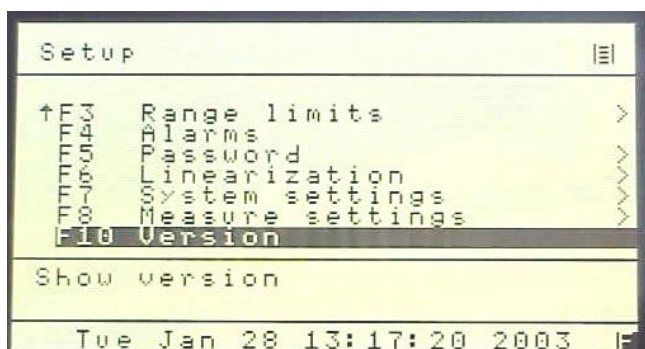 Setup
↑F3 Range limits >
F4 Alarms
F5 Password >
F6 Linearization >
F7 System settings >
F8 Measure settings >
F10 Version
Show version
Tue Jan 28 13:17:20 2003